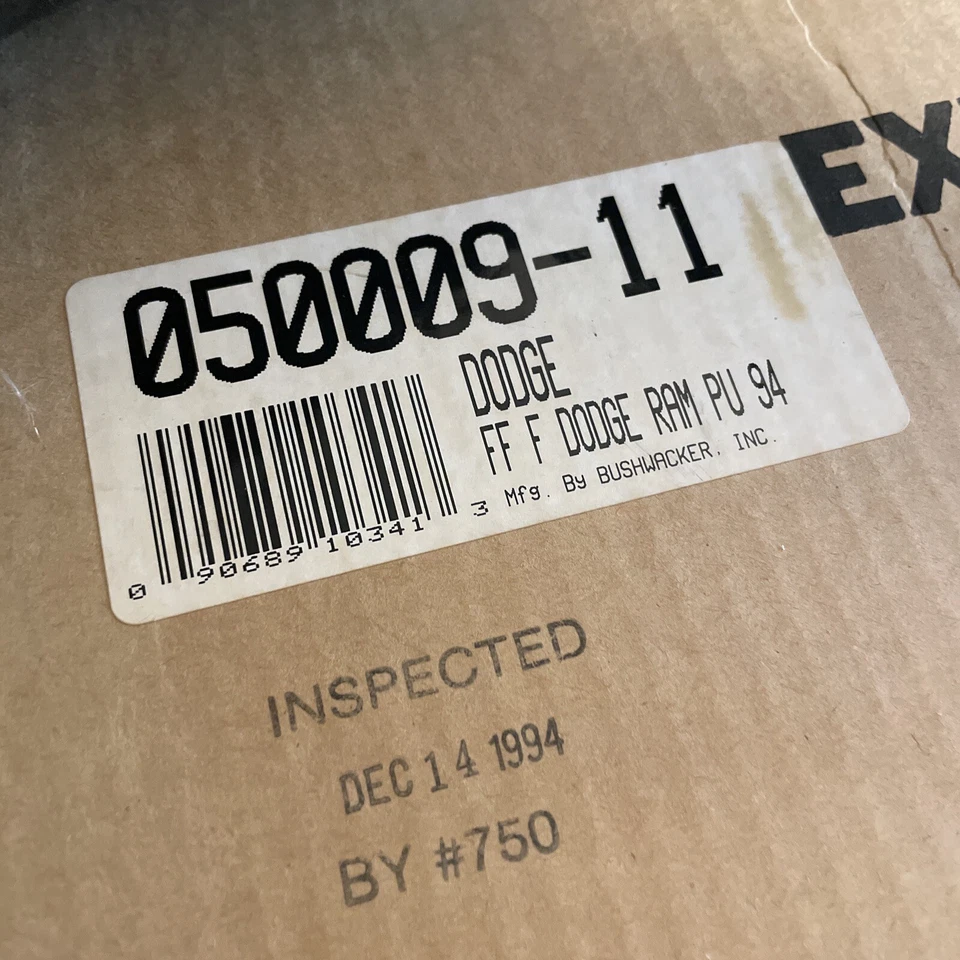 EX
050009-11
DODGE
FF F DODGE RAM PU 94
Mfg. By BUSHWACKER, INC.
0 90689 10341 3
INSPECTED
DEC 14 1994
BY #750